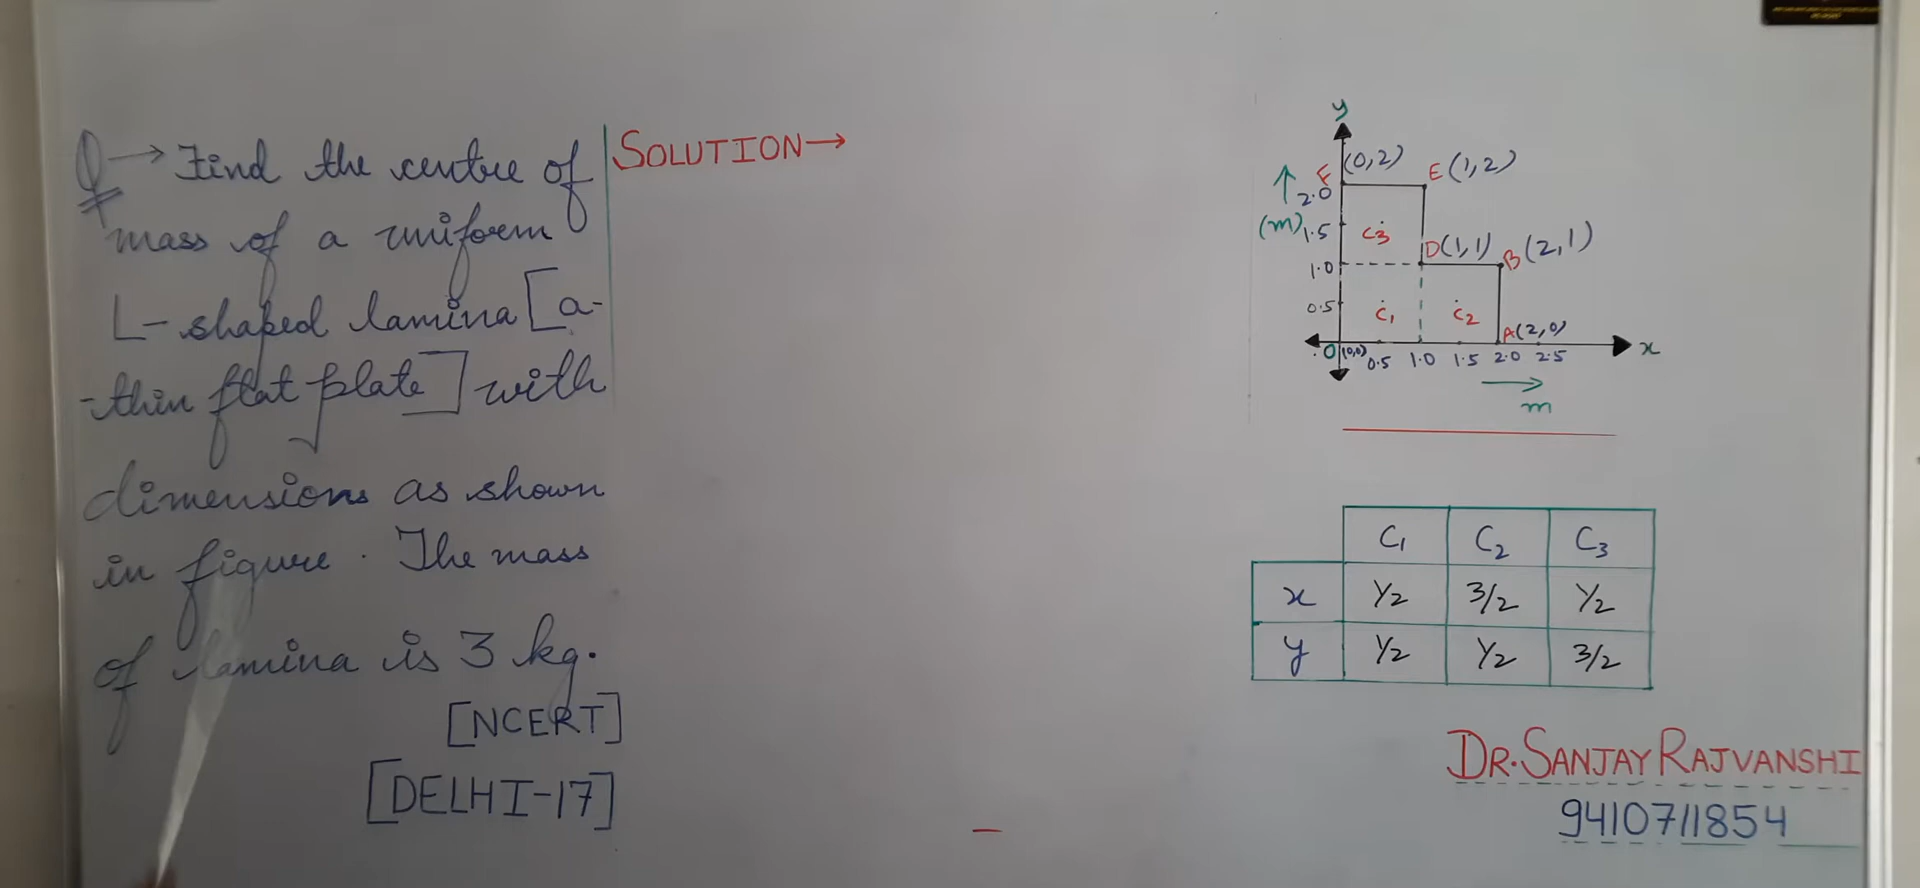 Q → Find the centre of
mass of a uniform
L-shaped lamina [a-
-thin flat plate] with
dimensions as shown
in figure. The mass
of lamina is 3 kg.
[NCERT]
[DELHI-17]
SOLUTION→
y
F (0,2) E (1,2)
2.0
(m) 1.5 C3
D(1,1) B (2,1)
1.0
0.5 C1 C2
A(2,0)
O (0,0) 0.5 1.0 1.5 2.0 2.5 x
m
C1 C2 C3
x 1/2 3/2 1/2
y 1/2 1/2 3/2
DR. SANJAY RAJVANSHI
9410711854